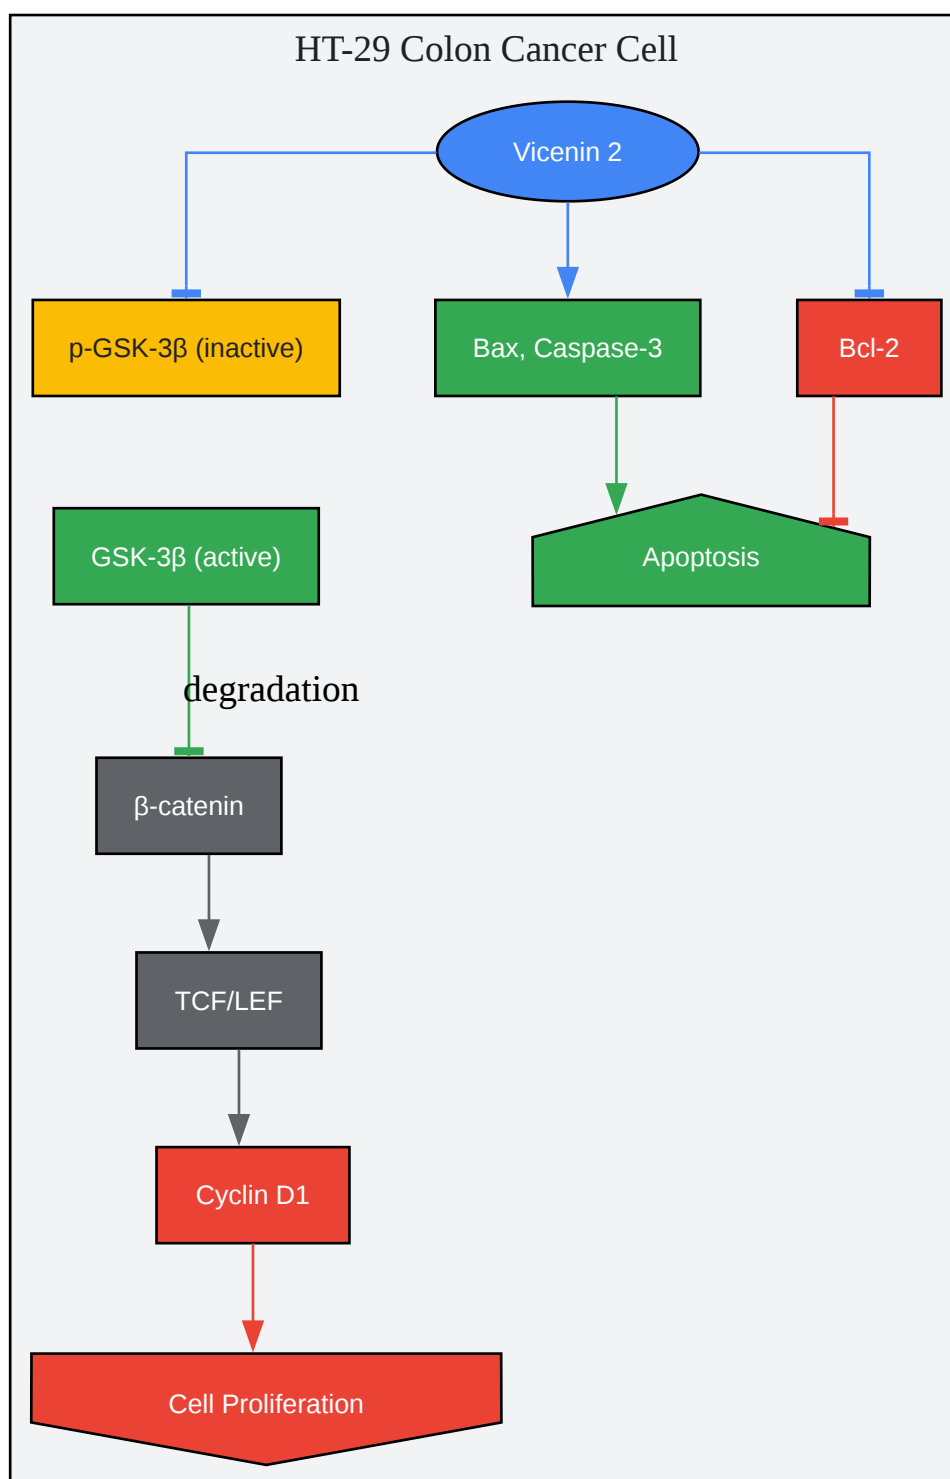 HT-29 Colon Cancer Cell
Vicenin 2
p-GSK-3β (inactive)
Bax, Caspase-3
Bcl-2
GSK-3β (active)
Apoptosis
degradation
β-catenin
TCF/LEF
Cyclin D1
Cell Proliferation